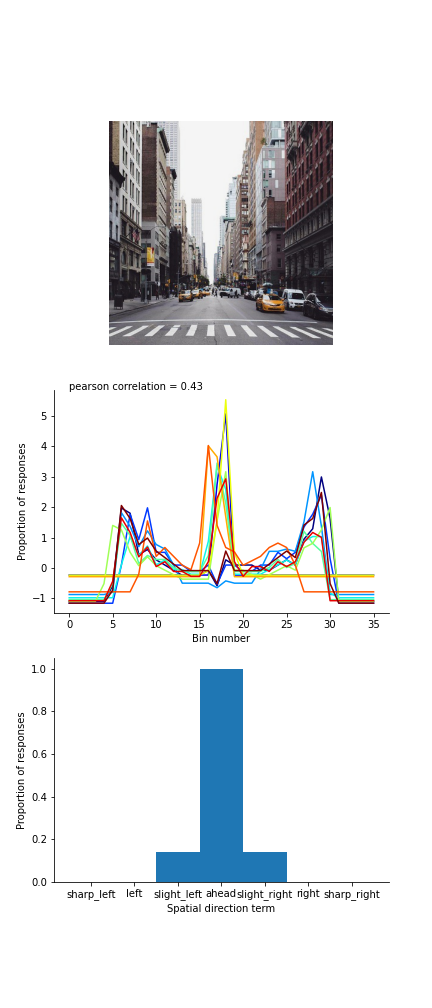 pearson correlation = 0.43
Proportion of responses
5
4
3
2
1
0
−1
0 5 10 15 20 25 30 35
Bin number
Proportion of responses
1.0
0.8
0.6
0.4
0.2
0.0
sharp_left left slight_left ahead slight_right right sharp_right
Spatial direction term